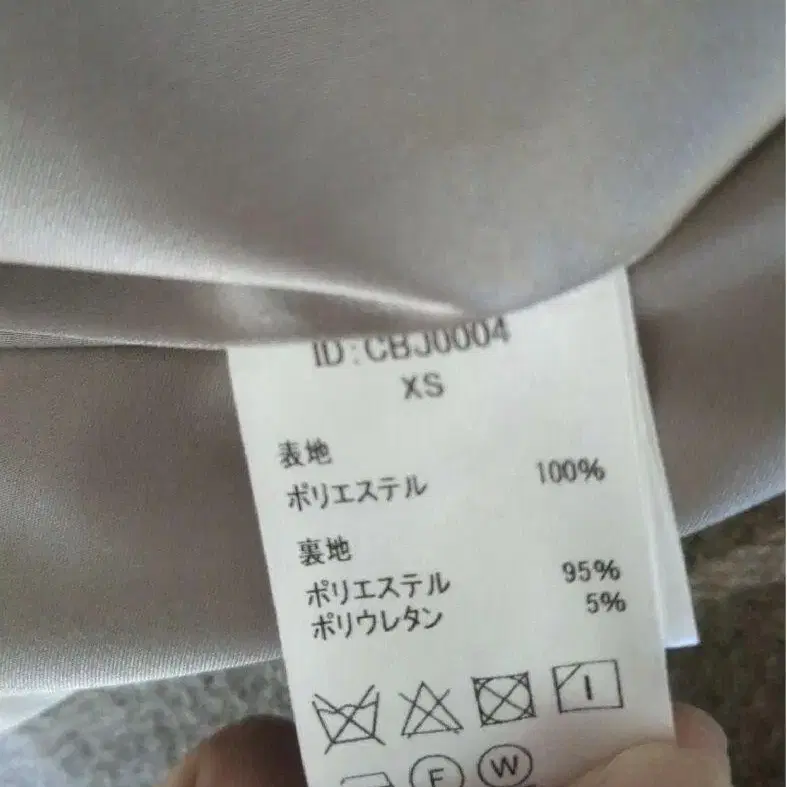 ID:CBJ0004
XS
表地
ポリエステル 100%
裏地
ポリエステル 95%
ポリウレタン 5%
F W